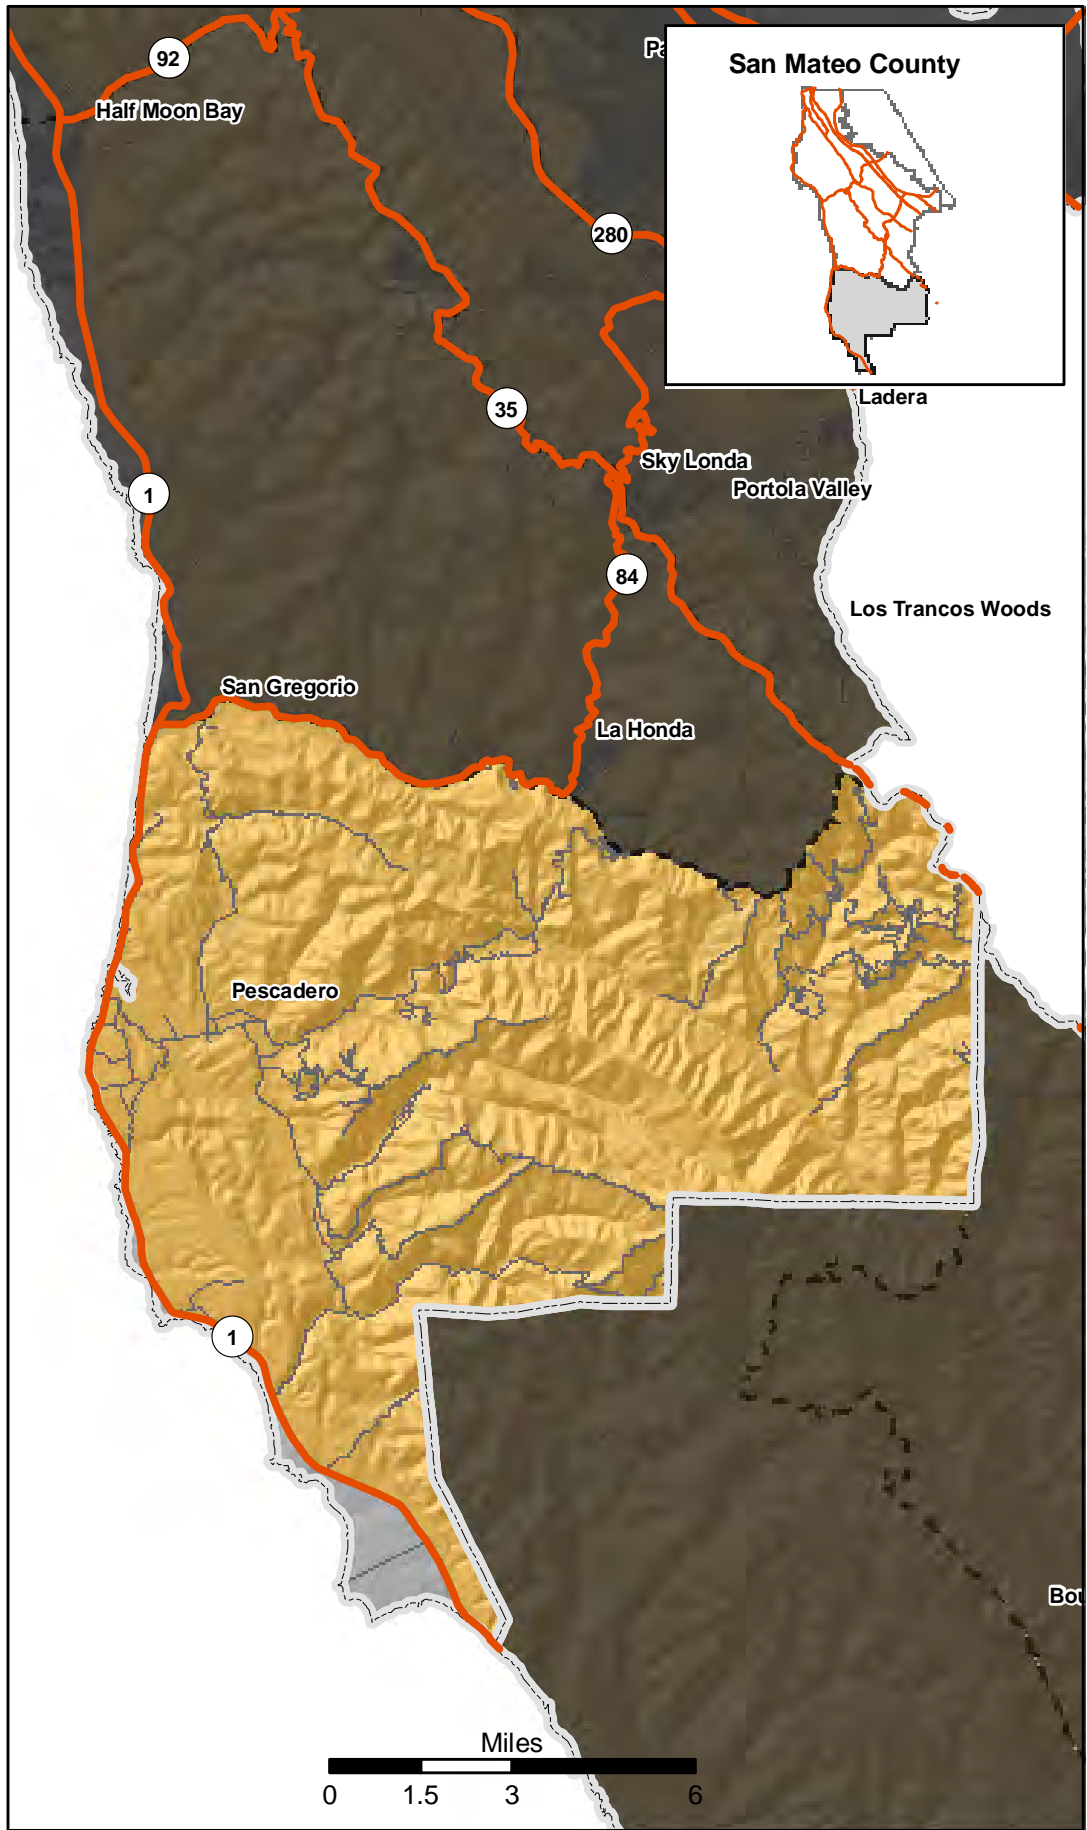 92
Half Moon Bay
San Mateo County
280
35
Ladera
Sky Londa
Portola Valley
1
84
Los Trancos Woods
San Gregorio
La Honda
Pescadero
1
Miles
0 1.5 3 6